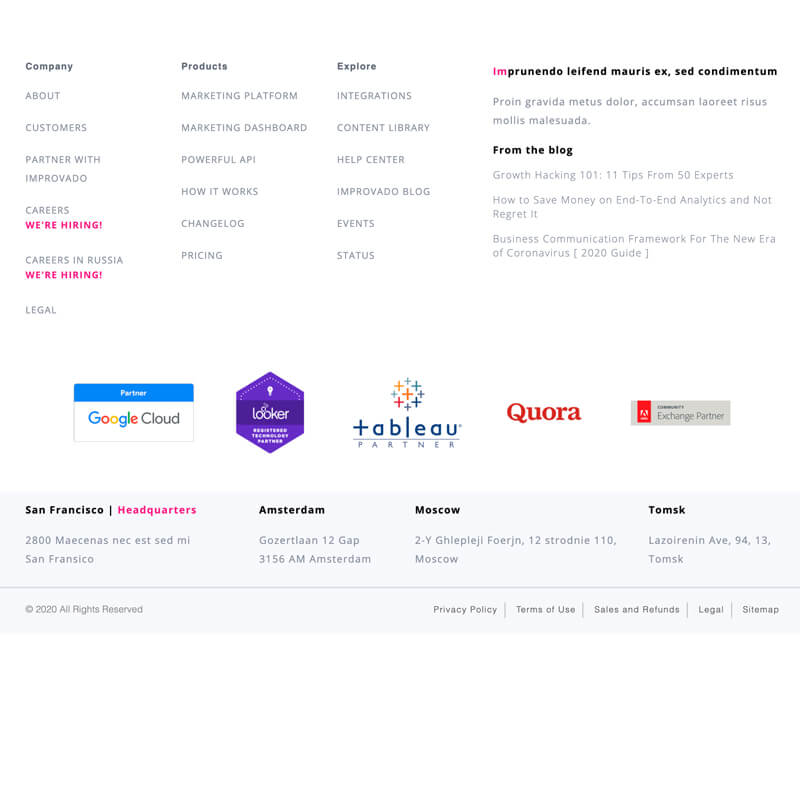 Company
ABOUT
CUSTOMERS
PARTNER WITH
IMPROVADO
CAREERS
WE'RE HIRING!
CAREERS IN RUSSIA
WE'RE HIRING!
LEGAL
Products
MARKETING PLATFORM
MARKETING DASHBOARD
POWERFUL API
HOW IT WORKS
CHANGELOG
PRICING
Explore
INTEGRATIONS
CONTENT LIBRARY
HELP CENTER
IMPROVADO BLOG
EVENTS
STATUS
Imprunendo leifend mauris ex, sed condimentum
Proin gravida metus dolor, accumsan laoreet risus
mollis malesuada.
From the blog
Growth Hacking 101: 11 Tips From 50 Experts
How to Save Money on End-To-End Analytics and Not
Regret It
Business Communication Framework For The New Era
of Coronavirus [ 2020 Guide ]
Partner
Google Cloud
looker
REGISTERED
TECHNOLOGY
PARTNER
+ableau
PARTNER
Quora
Adobe
COMMUNITY
Exchange Partner
San Francisco | Headquarters
2800 Maecenas nec est sed mi
San Fransico
Amsterdam
Gozertlaan 12 Gap
3156 AM Amsterdam
Moscow
2-Y Ghlepleji Foerjn, 12 strodnie 110,
Moscow
Tomsk
Lazoirenin Ave, 94, 13,
Tomsk
© 2020 All Rights Reserved
Privacy Policy | Terms of Use | Sales and Refunds | Legal | Sitemap